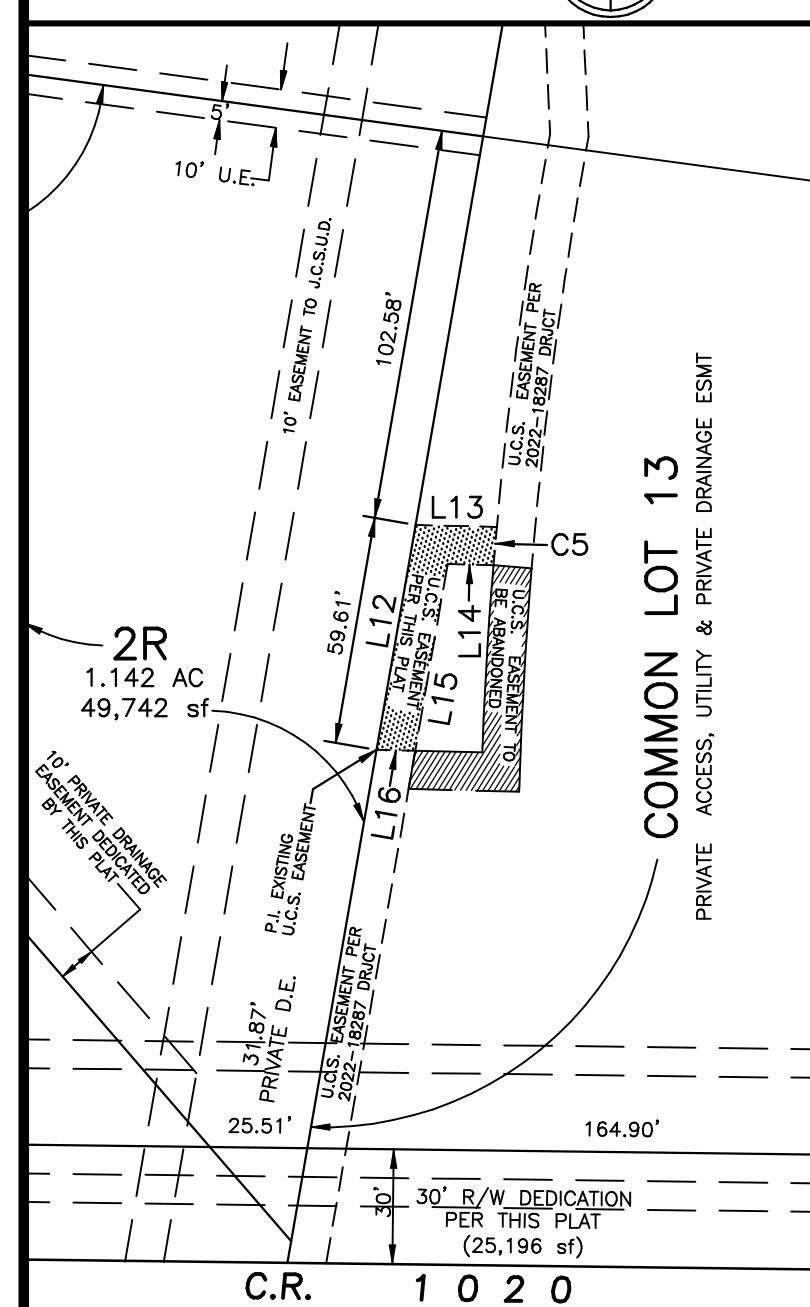 5'
10' U.E.
10' EASEMENT TO J.C.S.U.D.
102.58'
U.C.S. EASEMENT PER
2022-18287 DRJCT
L13
C5
59.61'
L12
U.C.S. EASEMENT
PER THIS PLAT
L14
L15
U.C.S. EASEMENT TO
BE ABANDONED
L16
COMMON LOT 13
PRIVATE ACCESS, UTILITY & PRIVATE DRAINAGE ESMT
2R
1.142 AC
49,742 sf
10' PRIVATE DRAINAGE
EASEMENT DEDICATED
BY THIS PLAT
P.I. EXISTING
U.C.S. EASEMENT
31.87'
PRIVATE D.E.
U.C.S. EASEMENT PER
2022-18287 DRJCT
25.51'
164.90'
30'
30' R/W DEDICATION
PER THIS PLAT
(25,196 sf)
C.R. 1020